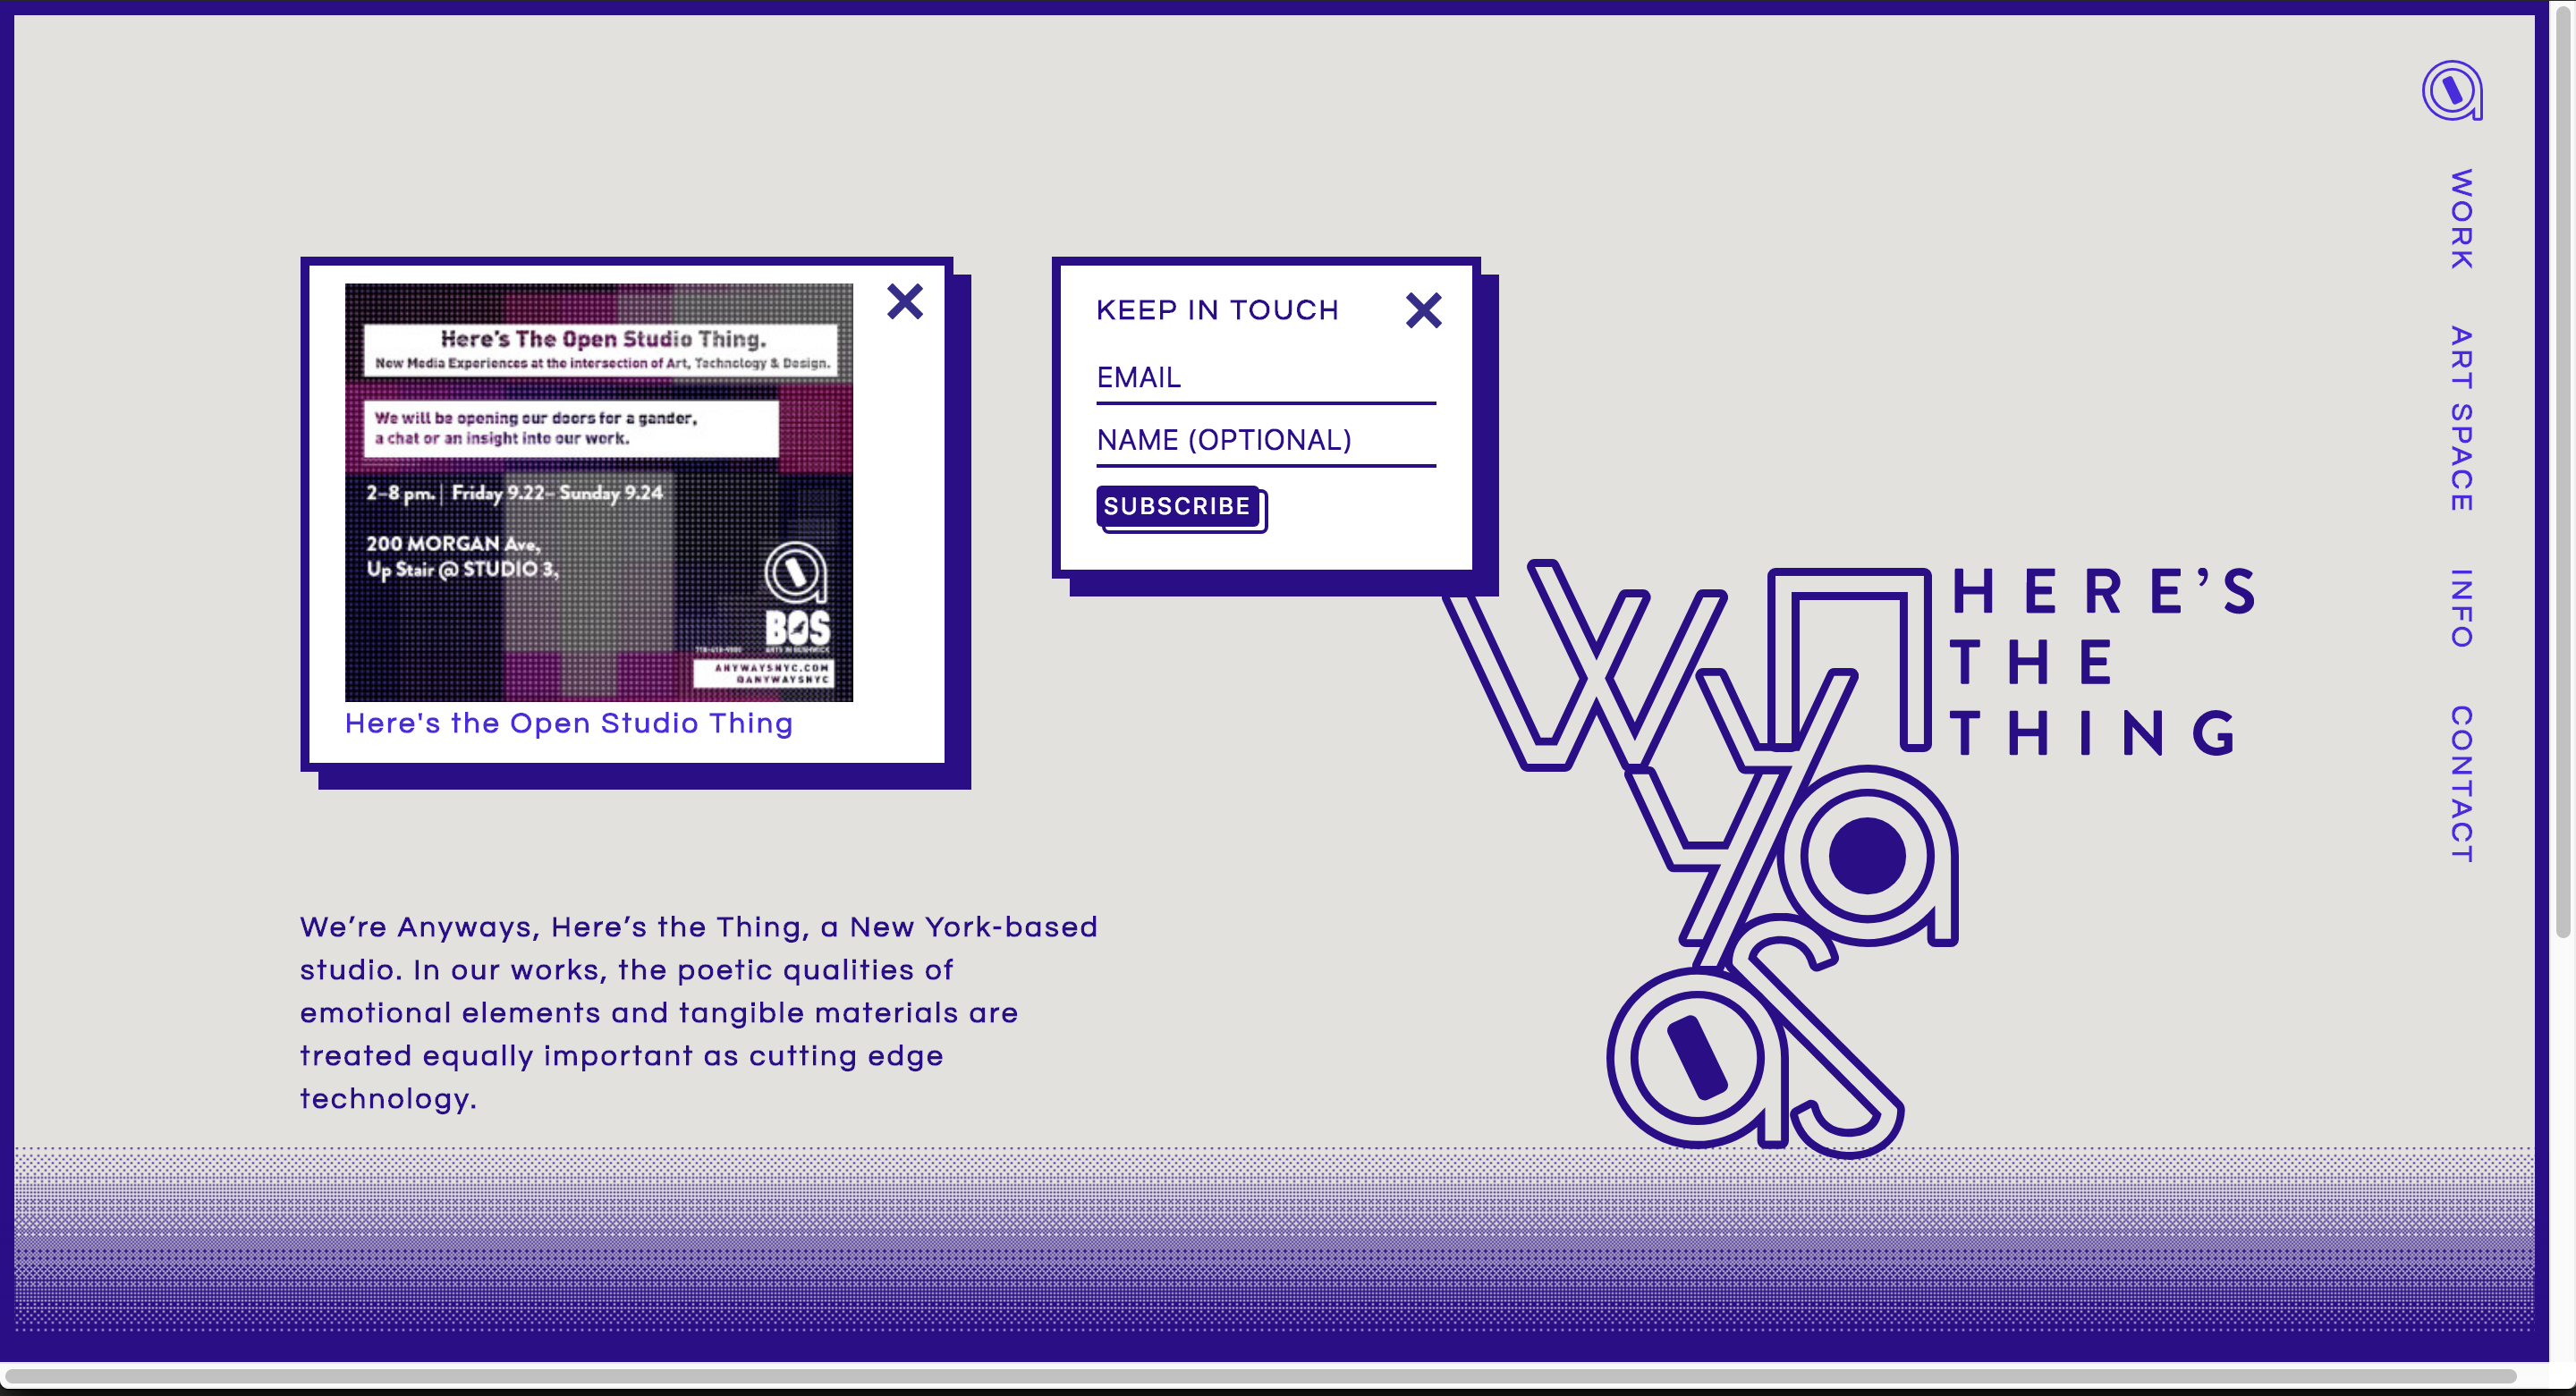 Here's The Open Studio Thing.
New Media Experiences at the intersection of Art, Technology & Design.
We will be opening our doors for a gander,
a chat or an insight into our work.
2–8 pm. | Friday 9.22– Sunday 9.24
200 MORGAN Ave,
Up Stair @ STUDIO 3,
BOS
ARTS IN BUSHWICK
ANYWAYSNYC.COM
@ANYWAYSNYC
Here's the Open Studio Thing
KEEP IN TOUCH
EMAIL
NAME (OPTIONAL)
SUBSCRIBE
HERE’S
THE
THING
We’re Anyways, Here’s the Thing, a New York-based
studio. In our works, the poetic qualities of
emotional elements and tangible materials are
treated equally important as cutting edge
technology.
WORK
ART SPACE
INFO
CONTACT